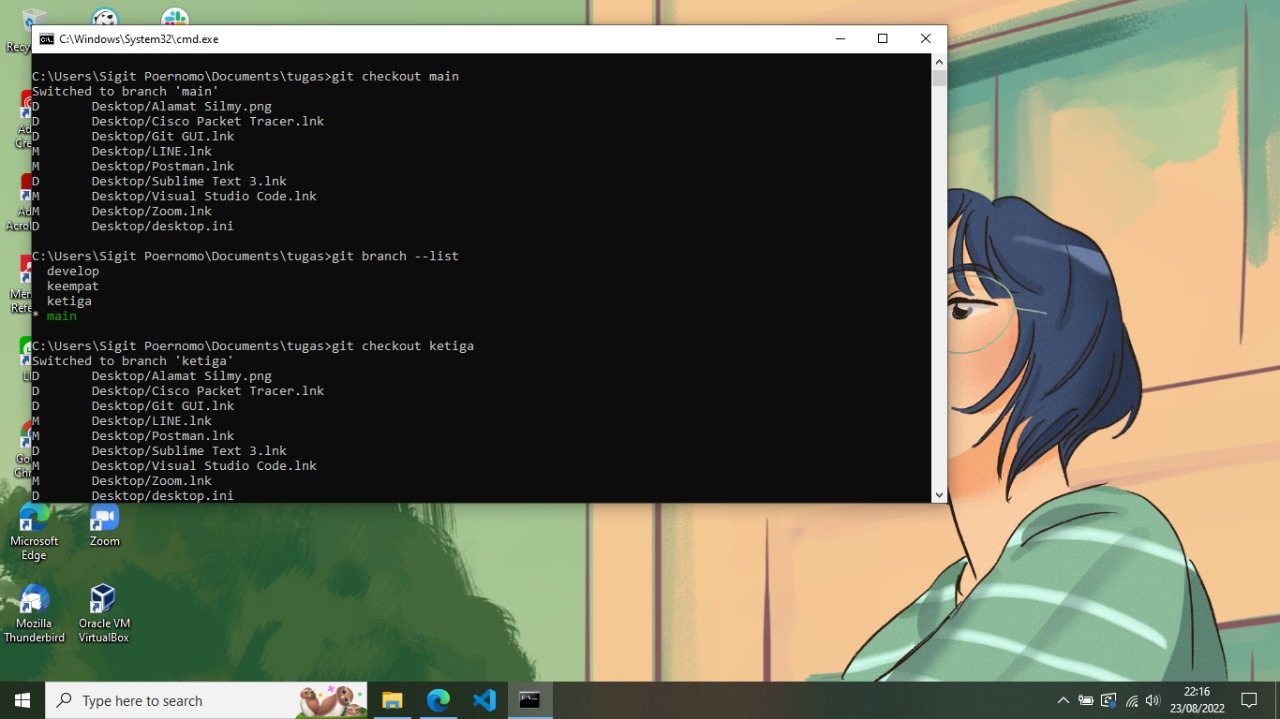 C:\Windows\System32\cmd.exe
C:\Users\Sigit Poernomo\Documents\tugas>git checkout main
Switched to branch 'main'
D Desktop/Alamat Silmy.png
D Desktop/Cisco Packet Tracer.lnk
D Desktop/Git GUI.lnk
M Desktop/LINE.lnk
M Desktop/Postman.lnk
D Desktop/Sublime Text 3.lnk
M Desktop/Visual Studio Code.lnk
M Desktop/Zoom.lnk
D Desktop/desktop.ini
C:\Users\Sigit Poernomo\Documents\tugas>git branch --list
develop
keempat
ketiga
* main
C:\Users\Sigit Poernomo\Documents\tugas>git checkout ketiga
Switched to branch 'ketiga'
D Desktop/Alamat Silmy.png
D Desktop/Cisco Packet Tracer.lnk
D Desktop/Git GUI.lnk
M Desktop/LINE.lnk
M Desktop/Postman.lnk
D Desktop/Sublime Text 3.lnk
M Desktop/Visual Studio Code.lnk
M Desktop/Zoom.lnk
D Desktop/desktop.ini
Microsoft
Edge
Zoom
Mozilla
Thunderbird
Oracle VM
VirtualBox
Type here to search
22:16
23/08/2022